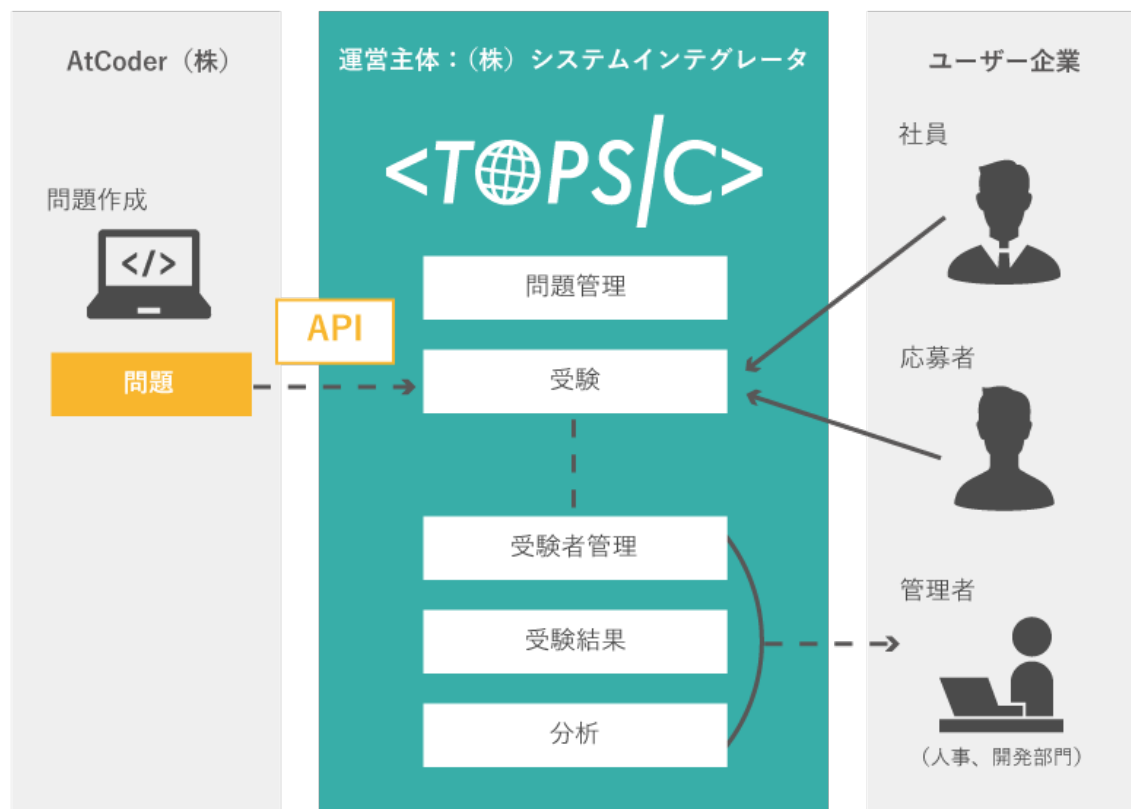 AtCoder（株）
問題作成
</>
問題
API
運営主体：（株）システムインテグレータ
<TOPS/C>
問題管理
受験
受験者管理
受験結果
分析
ユーザー企業
社員
応募者
管理者
（人事、開発部門）